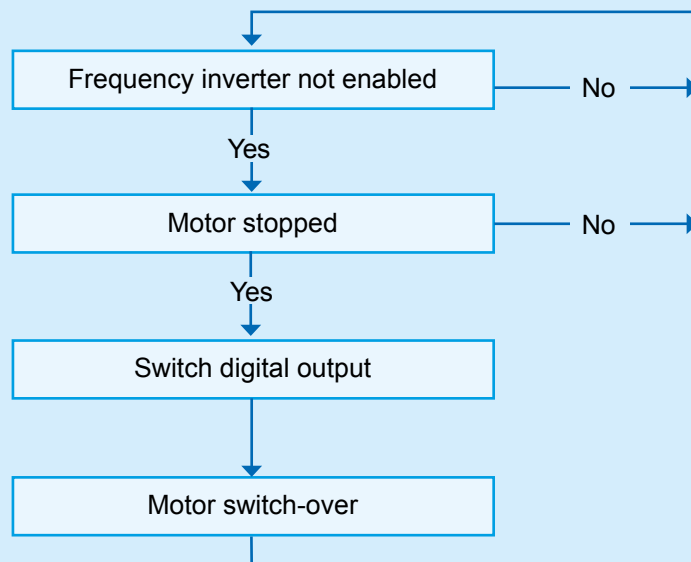 Frequency inverter not enabled
No
Yes
Motor stopped
No
Yes
Switch digital output
Motor switch-over